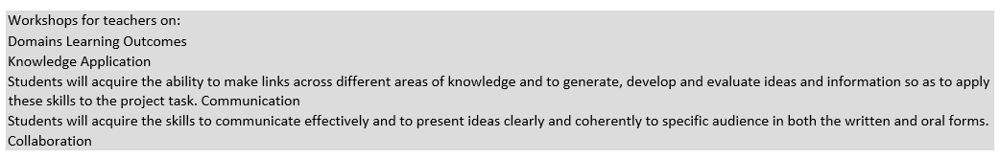 Workshops for teachers on:
Domains Learning Outcomes
Knowledge Application
Students will acquire the ability to make links across different areas of knowledge and to generate, develop and evaluate ideas and information so as to apply
these skills to the project task. Communication
Students will acquire the skills to communicate effectively and to present ideas clearly and coherently to specific audience in both the written and oral forms.
Collaboration